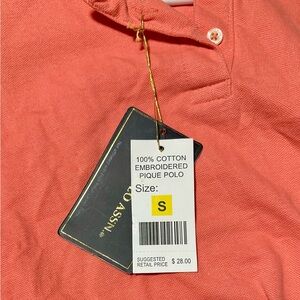 100% COTTON
EMBROIDERED
PIQUE POLO
Size:
S
SUGGESTED
RETAIL PRICE $ 28.00
ASSN.